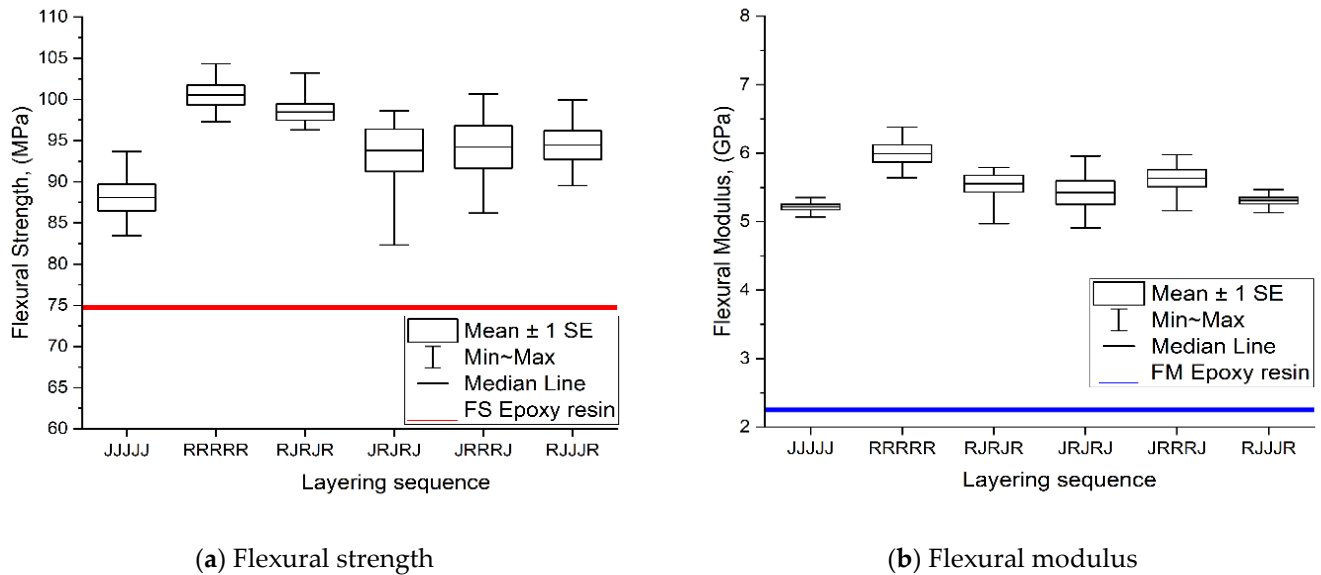 110
105
100
95
90
85
80
75
70
65
60
Flexural Strength, (MPa)
Mean ± 1 SE
Min~Max
Median Line
FS Epoxy resin
JJJJJ RRRRR RJRJR JRJRJ JRRRJ RJJJR
Layering sequence
(a) Flexural strength
8
7
6
5
4
3
2
Flexural Modulus, (GPa)
Mean ± 1 SE
Min~Max
Median Line
FM Epoxy resin
JJJJJ RRRRR RJRJR JRJRJ JRRRJ RJJJR
Layering sequence
(b) Flexural modulus